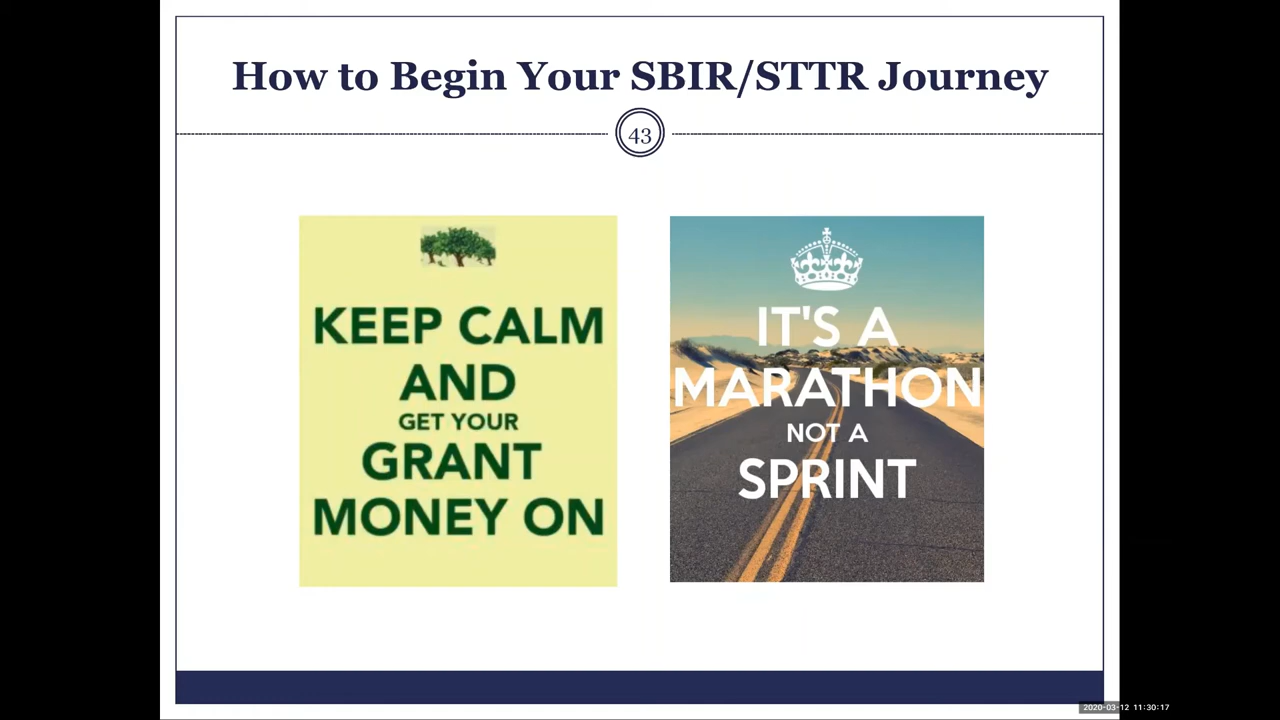 How to Begin Your SBIR/STTR Journey
43
KEEP CALM
AND
GET YOUR
GRANT
MONEY ON
IT'S A
MARATHON
NOT A
SPRINT
2020-03-12 11:30:17